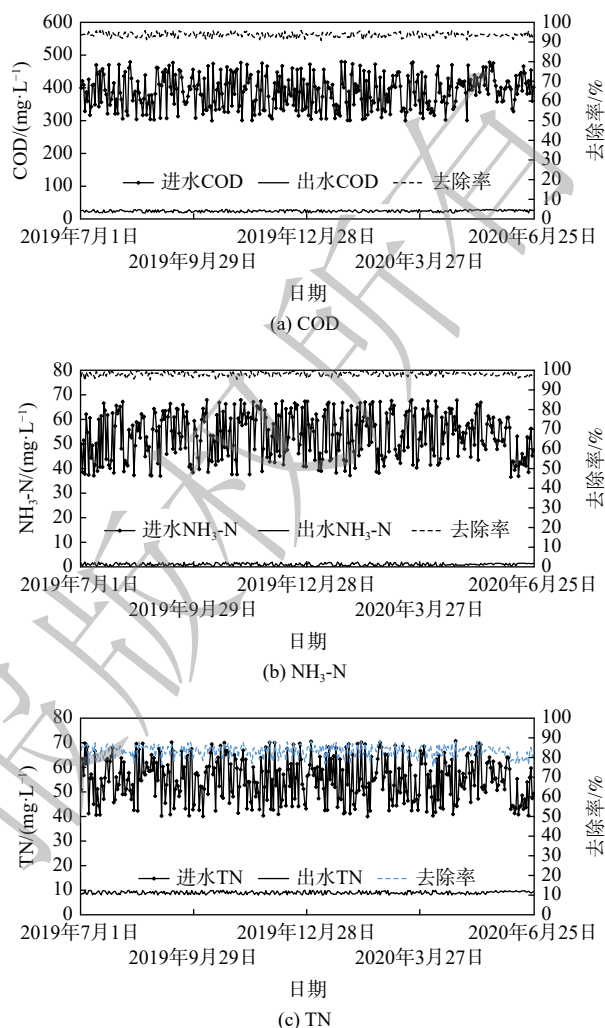 600
500
400
300
200
100
0
COD/(mg·L⁻¹)
100
90
80
70
60
50
40
30
20
10
0
去除率/%
进水COD 出水COD 去除率
2019年7月1日 2019年12月28日 2020年6月25日
2019年9月29日 2020年3月27日
日期
(a) COD
80
70
60
50
40
30
20
10
0
NH₃-N/(mg·L⁻¹)
100
90
80
70
60
50
40
30
20
10
0
去除率/%
进水NH₃-N 出水NH₃-N 去除率
2019年7月1日 2019年12月28日 2020年6月25日
2019年9月29日 2020年3月27日
日期
(b) NH₃-N
80
70
60
50
40
30
20
10
0
TN/(mg·L⁻¹)
100
90
80
70
60
50
40
30
20
10
0
去除率/%
进水TN 出水TN 去除率
2019年7月1日 2019年12月28日 2020年6月25日
2019年9月29日 2020年3月27日
日期
(c) TN
报版权所有